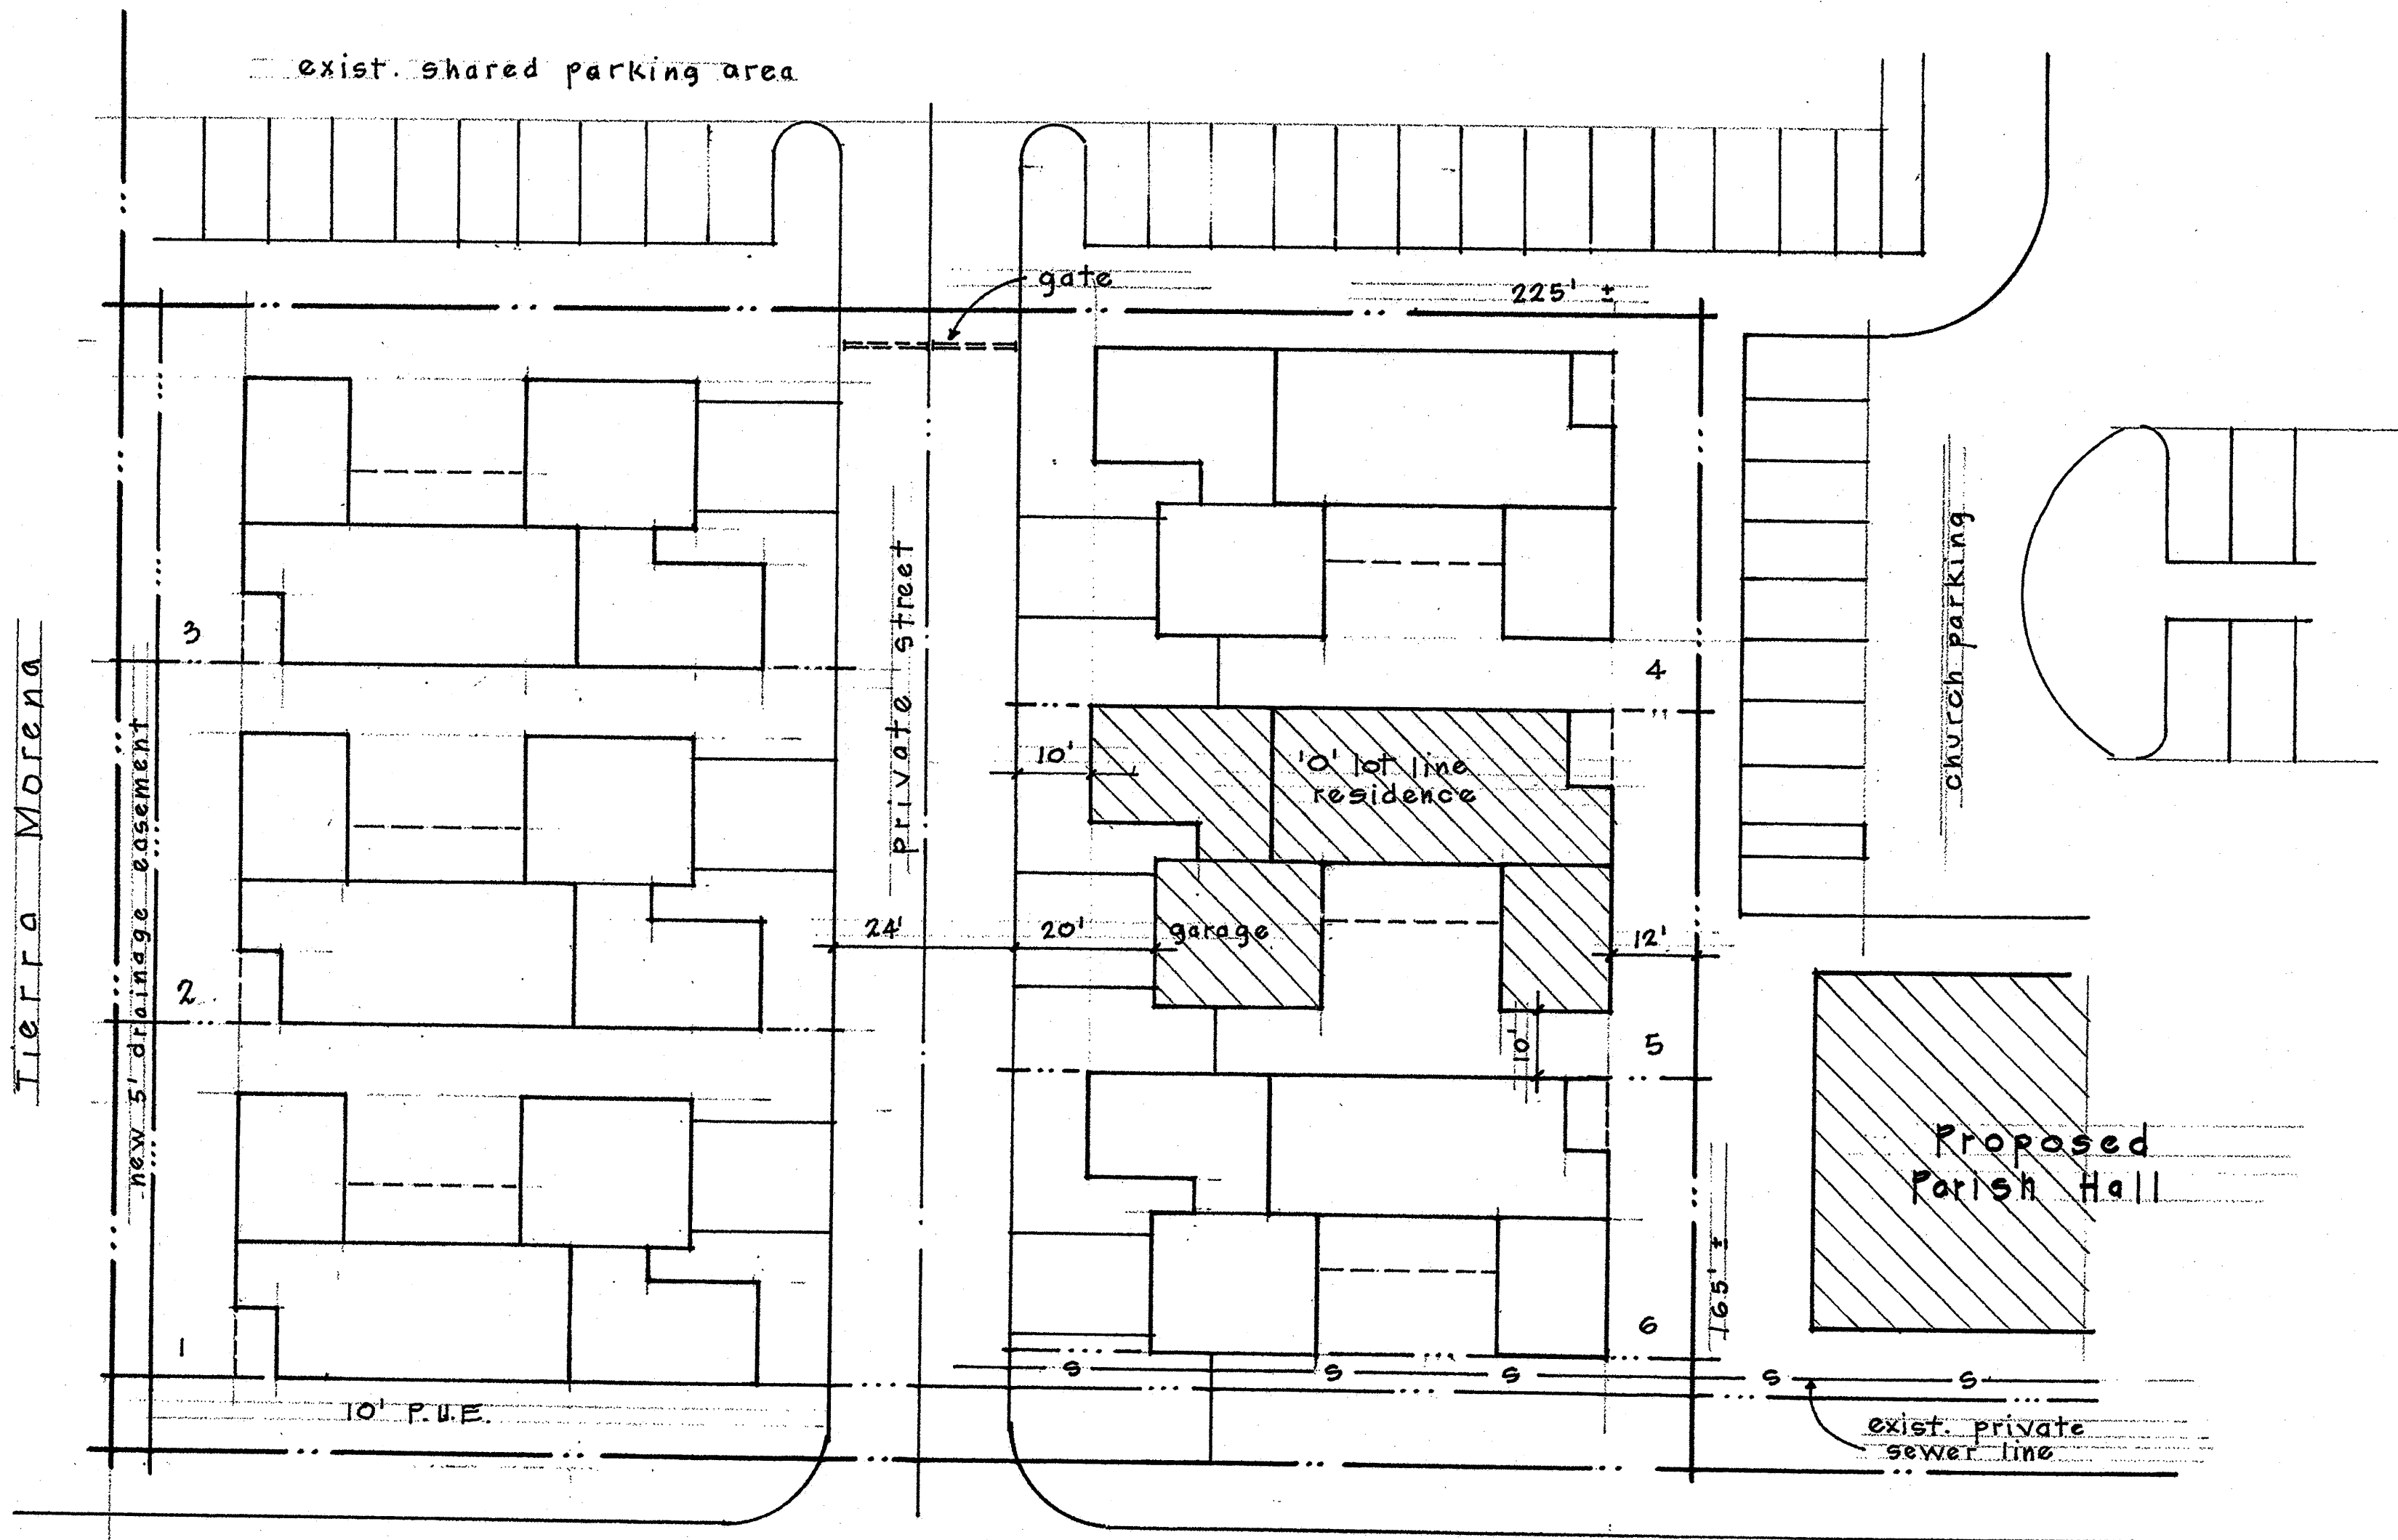 exist. shared parking area
gate
225' ±
3
private street
church parking
4
Tierra Morena
new 5' drainage easement
10'
'0' lot line
residence
2
24'
20'
garage
12'
10'
5
Proposed
Parish Hall
165' ±
1
6
S
S
S
S
S
10' P.U.E.
exist. private
sewer line